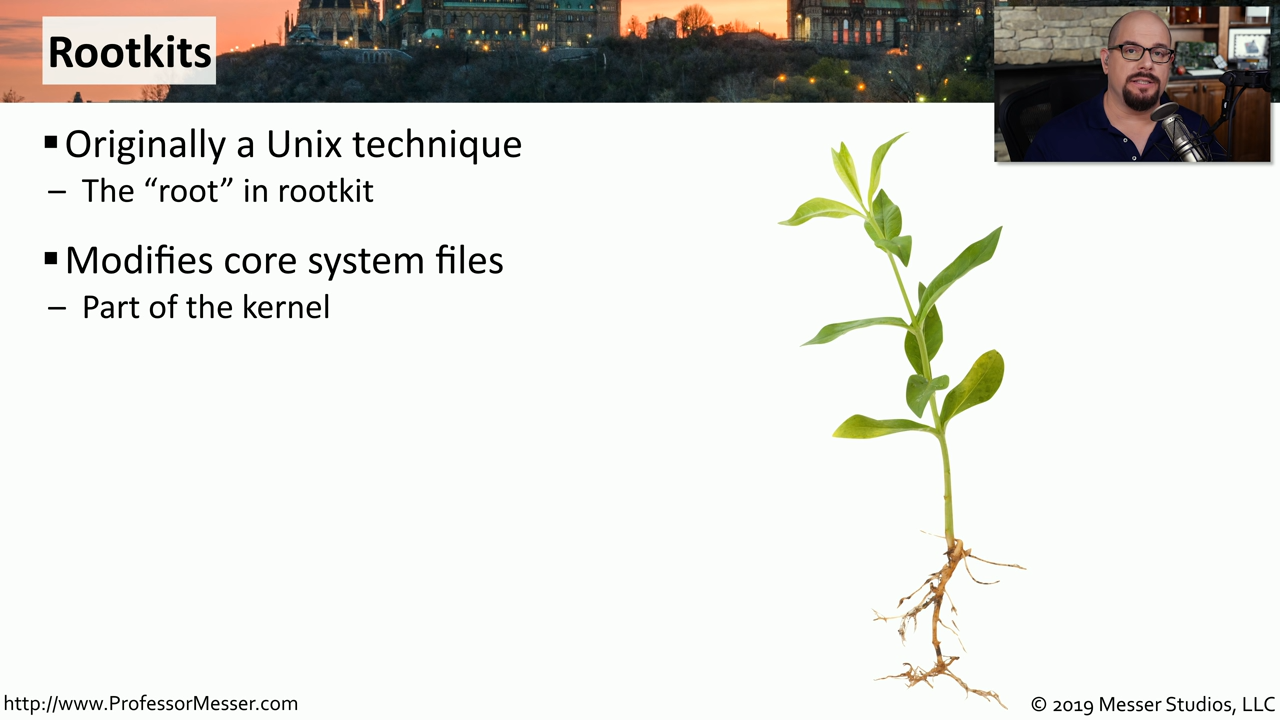 Rootkits
▪ Originally a Unix technique
– The “root” in rootkit
▪ Modifies core system files
– Part of the kernel
http://www.ProfessorMesser.com
© 2019 Messer Studios, LLC